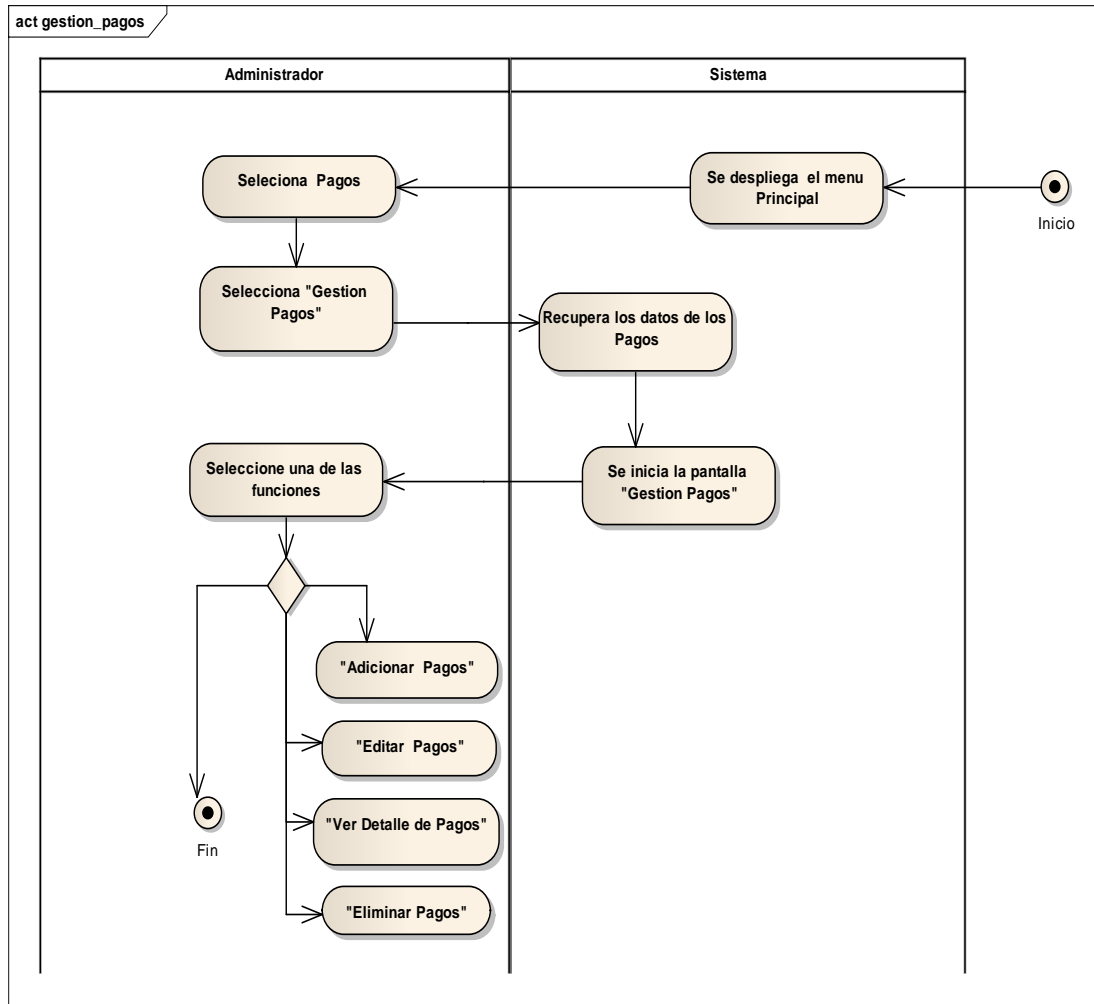 act gestion_pagos
Administrador
Sistema
Seleciona Pagos
Se despliega el menu
Principal
Inicio
Selecciona "Gestion
Pagos"
Recupera los datos de los
Pagos
Seleccione una de las
funciones
Se inicia la pantalla
"Gestion Pagos"
"Adicionar Pagos"
"Editar Pagos"
"Ver Detalle de Pagos"
Fin
"Eliminar Pagos"